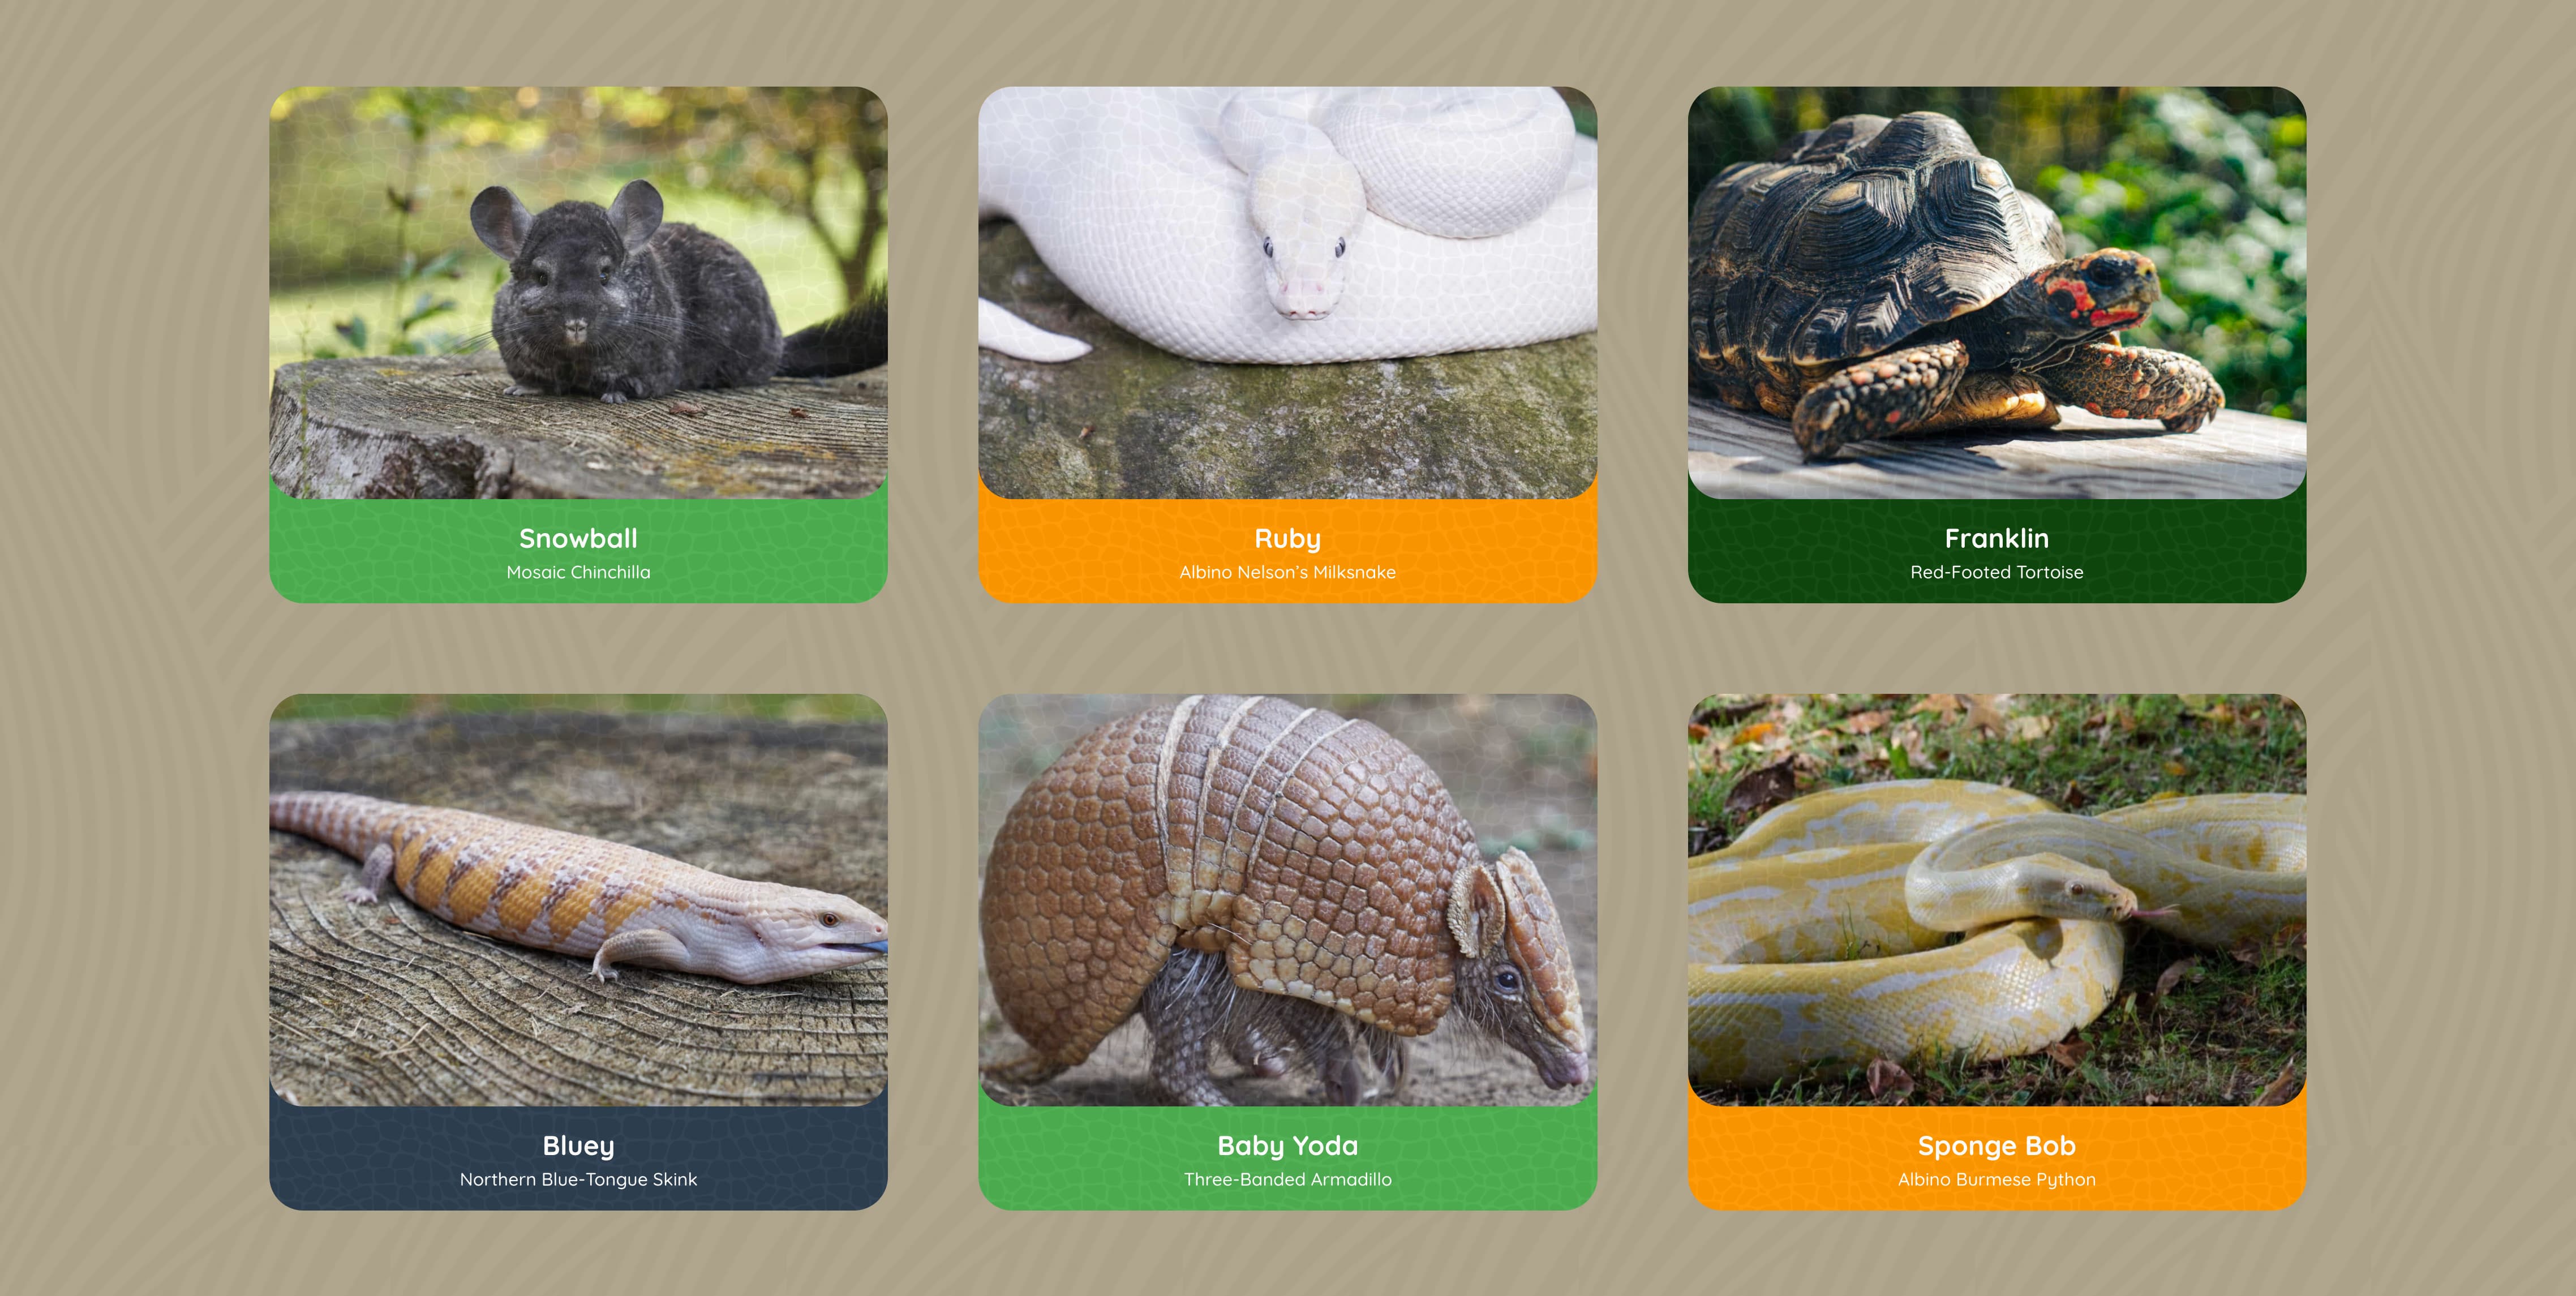 Snowball
Mosaic Chinchilla
Ruby
Albino Nelson's Milksnake
Franklin
Red-Footed Tortoise
Bluey
Northern Blue-Tongue Skink
Baby Yoda
Three-Banded Armadillo
Sponge Bob
Albino Burmese Python